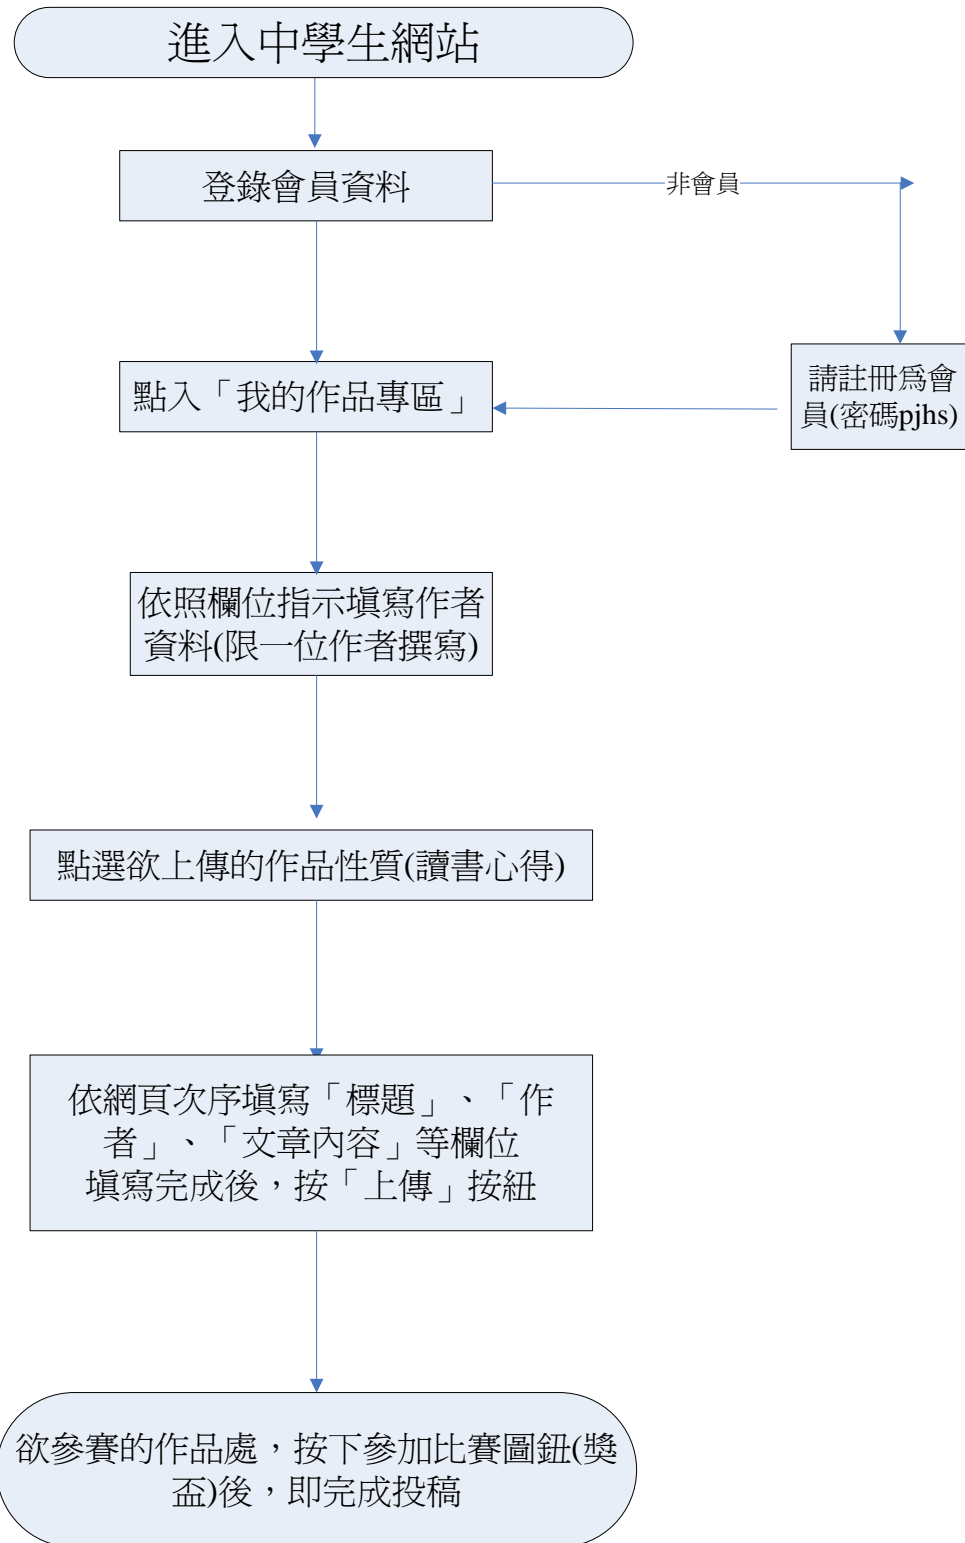 進入中學生網站
登錄會員資料
非會員
點入「我的作品專區」
請註冊為會
員(密碼pjhs)
依照欄位指示填寫作者
資料(限一位作者撰寫)
點選欲上傳的作品性質(讀書心得)
依網頁次序填寫「標題」、「作
者」、「文章內容」等欄位
填寫完成後，按「上傳」按紐
欲參賽的作品處，按下參加比賽圖鈕(獎
盃)後，即完成投稿